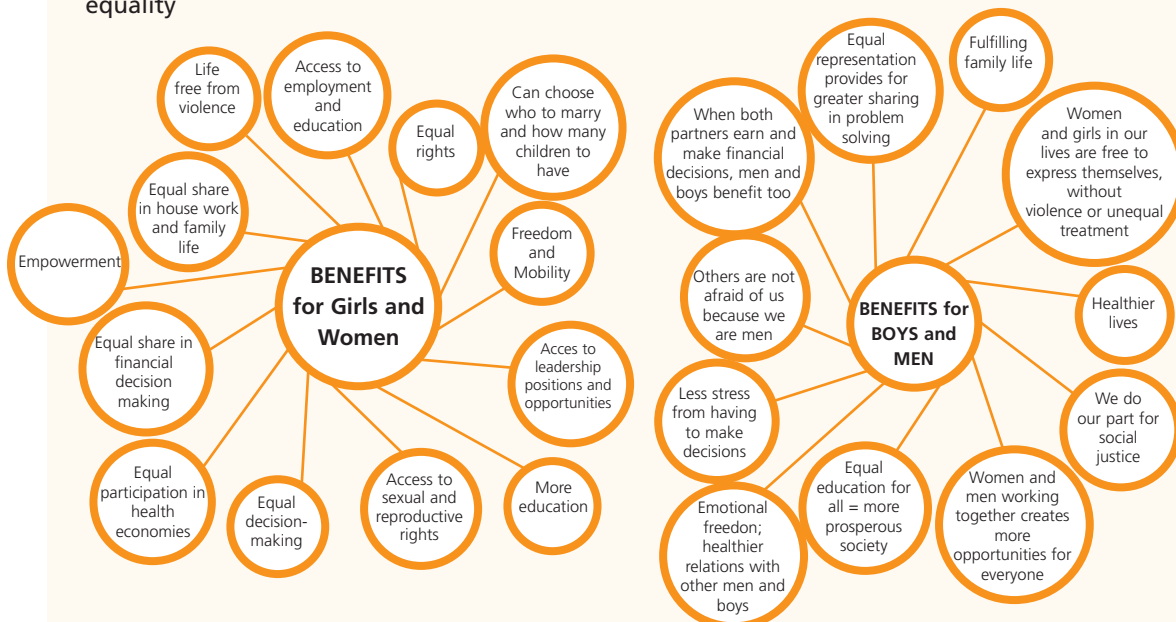 equality
Life
free from
violence
Access to
employment
and
education
Equal
rights
Can choose
who to marry
and how many
children to
have
Equal share
in house work
and family
life
Freedom
and
Mobility
Empowerment
BENEFITS
for Girls and
Women
Equal share in
financial
decision
making
Acces to
leadership
positions and
opportunities
Equal
participation in
health
economies
Equal
decision-
making
Access to
sexual and
reproductive
rights
More
education
When both
partners earn and
make financial
decisions, men and
boys benefit too
Equal
representation
provides for
greater sharing
in problem
solving
Fulfilling
family life
Women
and girls in our
lives are free to
express themselves,
without
violence or unequal
treatment
Others are not
afraid of us
because we
are men
BENEFITS for
BOYS and
MEN
Healthier
lives
Less stress
from having
to make
decisions
We do
our part for
social
justice
Emotional
freedon;
healthier
relations with
other men and
boys
Equal
education for
all = more
prosperous
society
Women and
men working
together creates
more
opportunities for
everyone